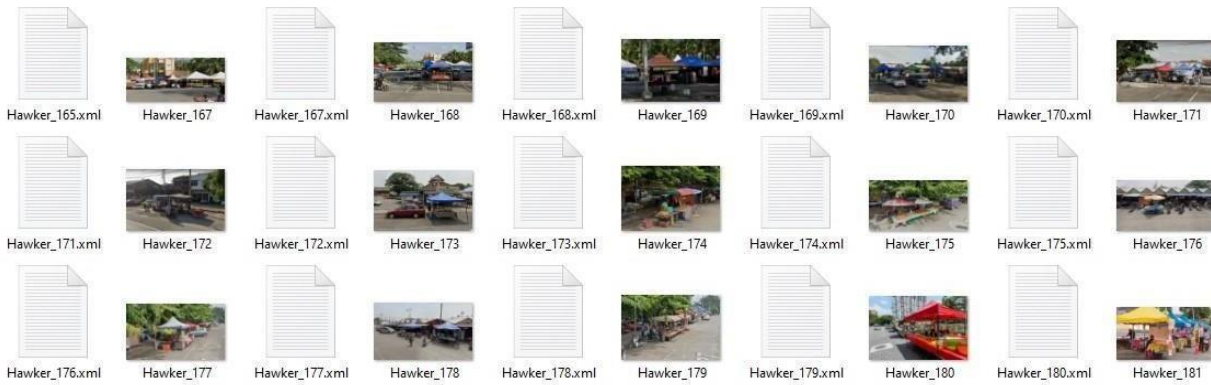 Hawker_165.xml Hawker_167 Hawker_167.xml Hawker_168 Hawker_168.xml Hawker_169 Hawker_169.xml Hawker_170 Hawker_170.xml Hawker_171
Hawker_171.xml Hawker_172 Hawker_172.xml Hawker_173 Hawker_173.xml Hawker_174 Hawker_174.xml Hawker_175 Hawker_175.xml Hawker_176
Hawker_176.xml Hawker_177 Hawker_177.xml Hawker_178 Hawker_178.xml Hawker_179 Hawker_179.xml Hawker_180 Hawker_180.xml Hawker_181